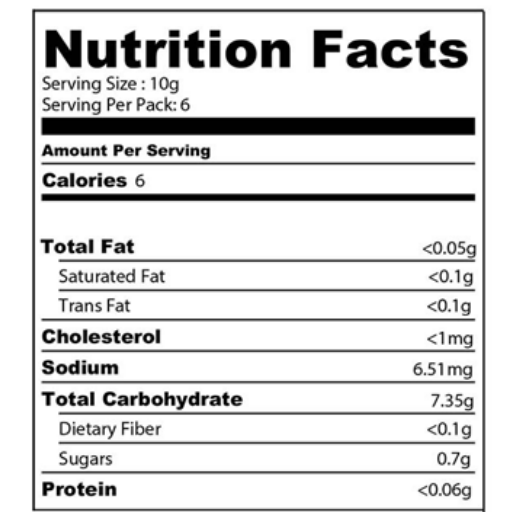 Nutrition Facts
Serving Size : 10g
Serving Per Pack: 6
Amount Per Serving
Calories 6
Total Fat <0.05g
Saturated Fat <0.1g
Trans Fat <0.1g
Cholesterol <1mg
Sodium 6.51mg
Total Carbohydrate 7.35g
Dietary Fiber <0.1g
Sugars 0.7g
Protein <0.06g